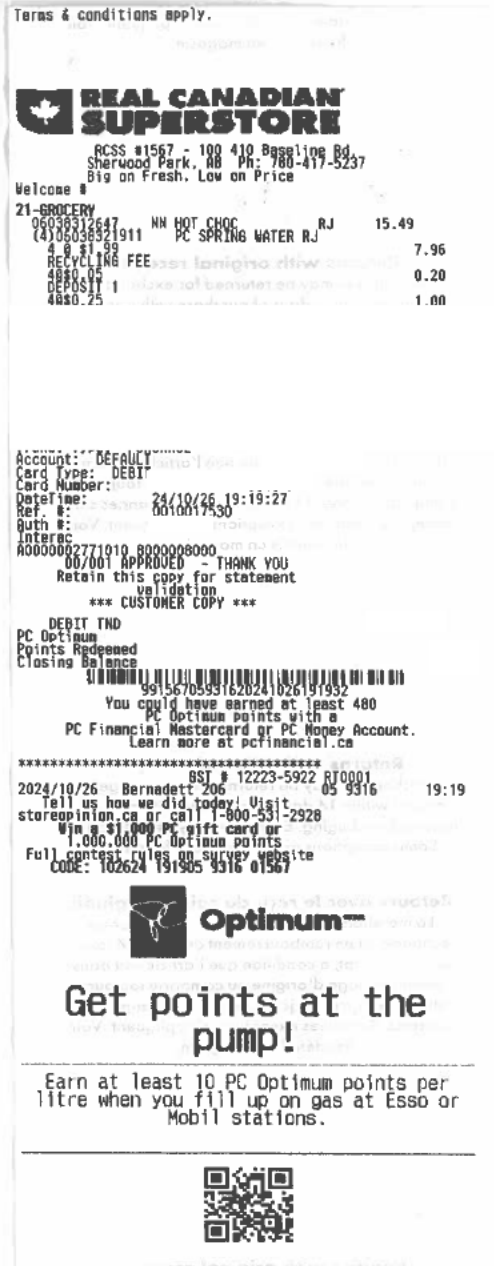 Terms & conditions apply.
REAL CANADIAN
SUPERSTORE
RCSS #1567 - 100 410 Baseline Rd.
Sherwood Park, AB Ph: 780-417-5237
Big on Fresh, Low on Price
Welcome #
21-GROCERY
06038312647 NN HOT CHOC RJ 15.49
(4)06038321911 PC SPRING WATER RJ
4 @ $1.99 7.96
RECYCLING FEE
4@$0.05 0.20
DEPOSIT 1
4@$0.25 1.00
Account: DEFAULT
Card Type: DEBIT
Card Number:
DateTime: 24/10/26 19:19:27
Ref. #: 0010017530
Auth #:
Interac
A0000002771010 8000008000
00/001 APPROVED - THANK YOU
Retain this copy for statement
validation
*** CUSTOMER COPY ***
DEBIT TND
PC Optimum
Points Redeemed
Closing Balance
99156705931620241026191932
You could have earned at least 480
PC Optimum points with a
PC Financial Mastercard or PC Money Account.
Learn more at pcfinancial.ca
************************************
GST # 12223-5922 RT0001
2024/10/26 Bernadett 206 05 9316 19:19
Tell us how we did today! Visit
storeopinion.ca or call 1-800-531-2928
Win a $1,000 PC gift card or
1,000,000 PC Optimum points
Full contest rules on survey website
CODE: 102624 191905 9316 01567
Optimum™
Get points at the
pump!
Earn at least 10 PC Optimum points per
litre when you fill up on gas at Esso or
Mobil stations.